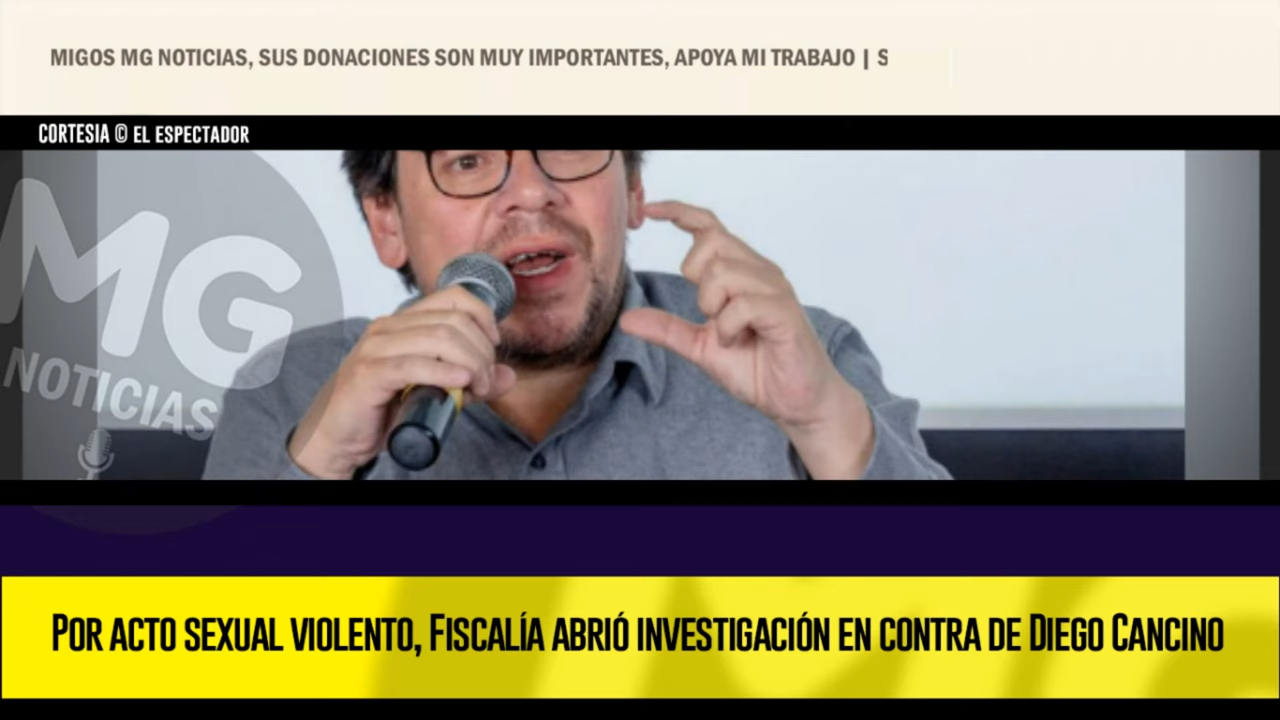 MIGOS MG NOTICIAS, SUS DONACIONES SON MUY IMPORTANTES, APOYA MI TRABAJO | S
CORTESIA © EL ESPECTADOR
MG
NOTICIAS
POR ACTO SEXUAL VIOLENTO, FISCALÍA ABRIÓ INVESTIGACIÓN EN CONTRA DE DIEGO CANCINO